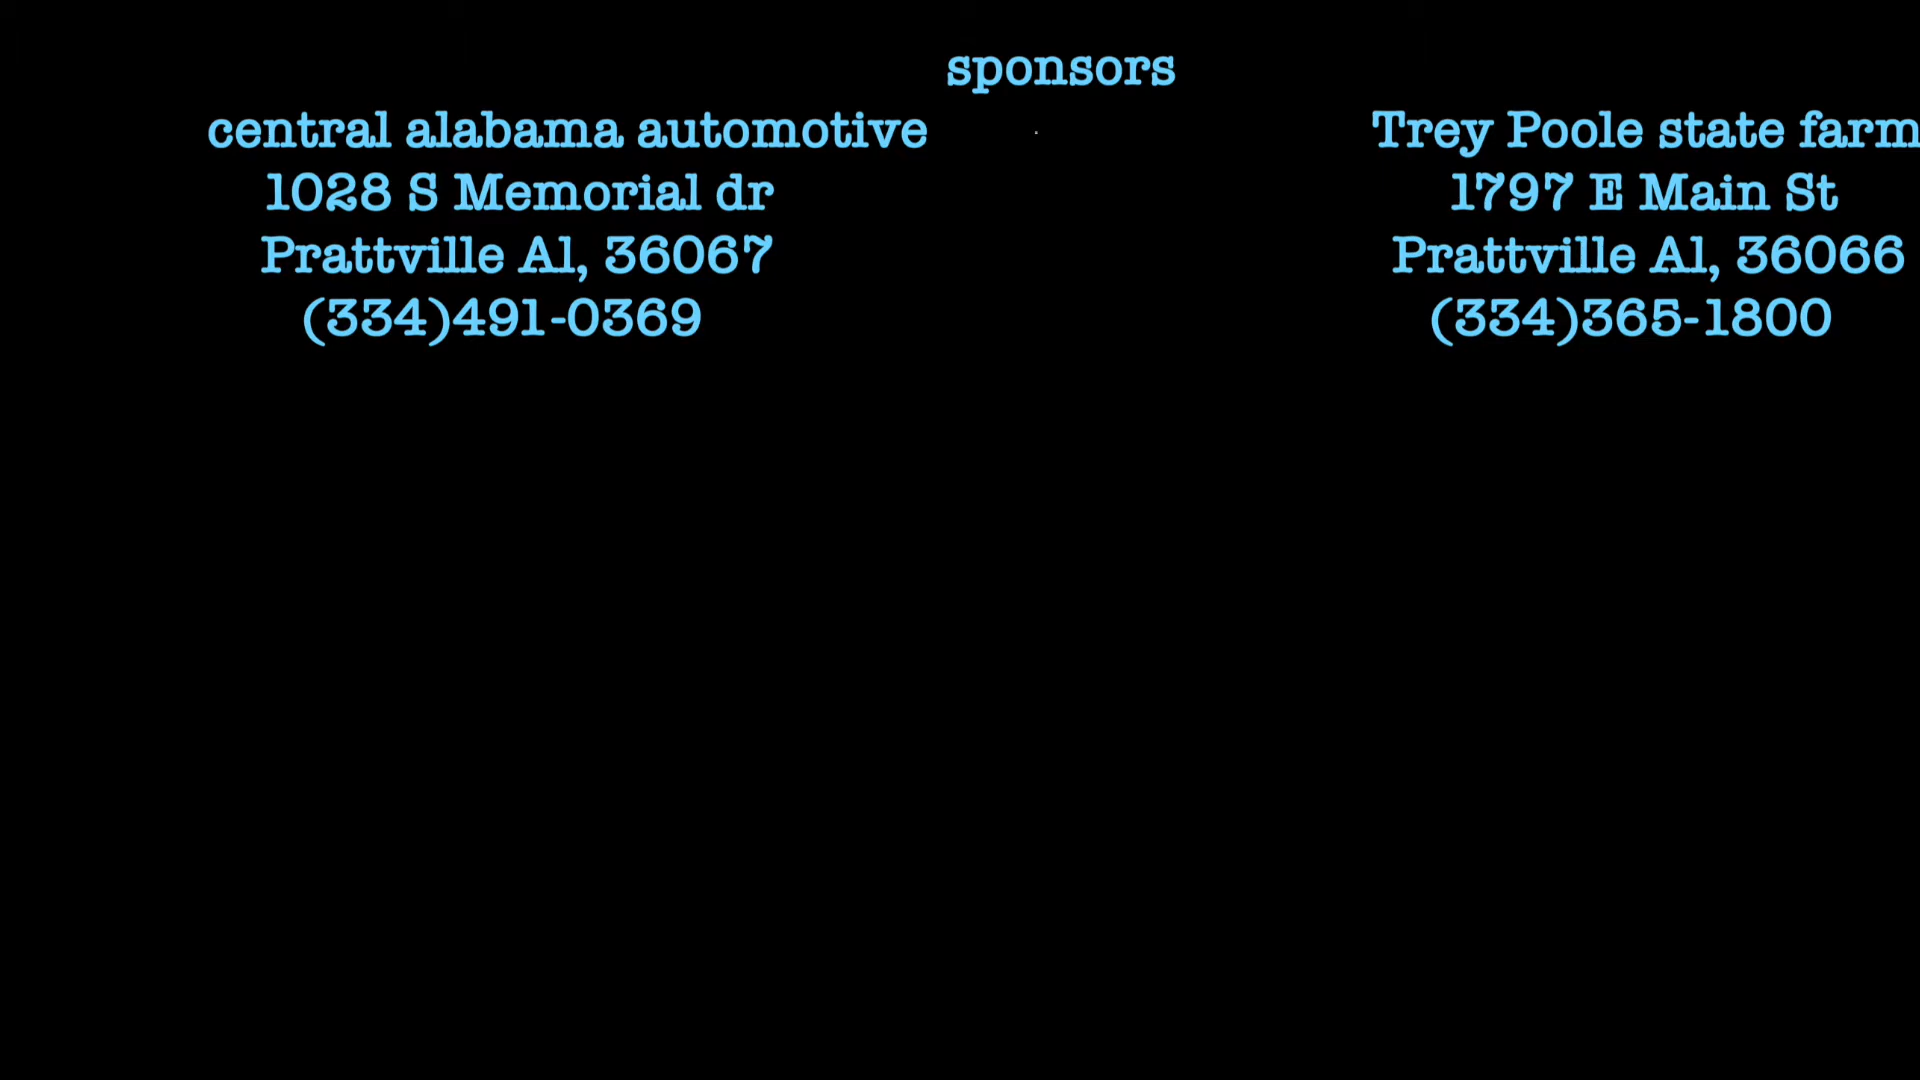 sponsors
central alabama automotive
1028 S Memorial dr
Prattville Al, 36067
(334)491-0369
Trey Poole state farm
1797 E Main St
Prattville Al, 36066
(334)365-1800